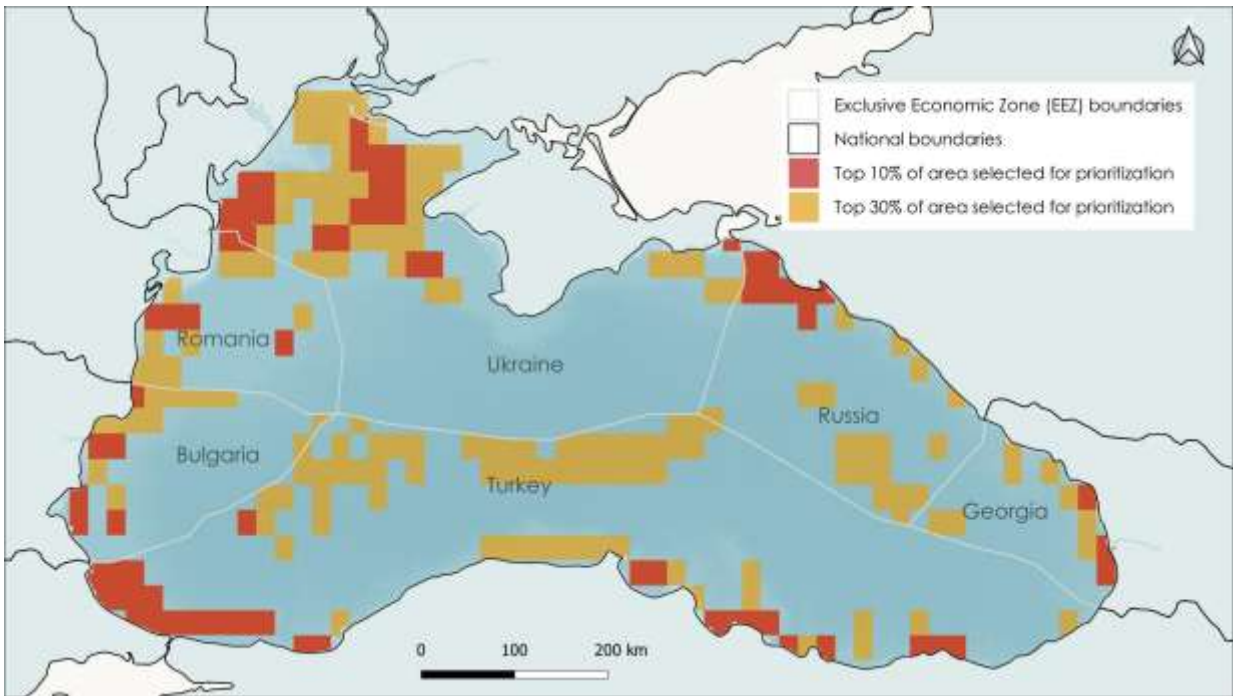 Exclusive Economic Zone (EEZ) boundaries
National boundaries
Top 10% of area selected for prioritization
Top 30% of area selected for prioritization
Romania
Ukraine
Russia
Bulgaria
Turkey
Georgia
0 100 200 km